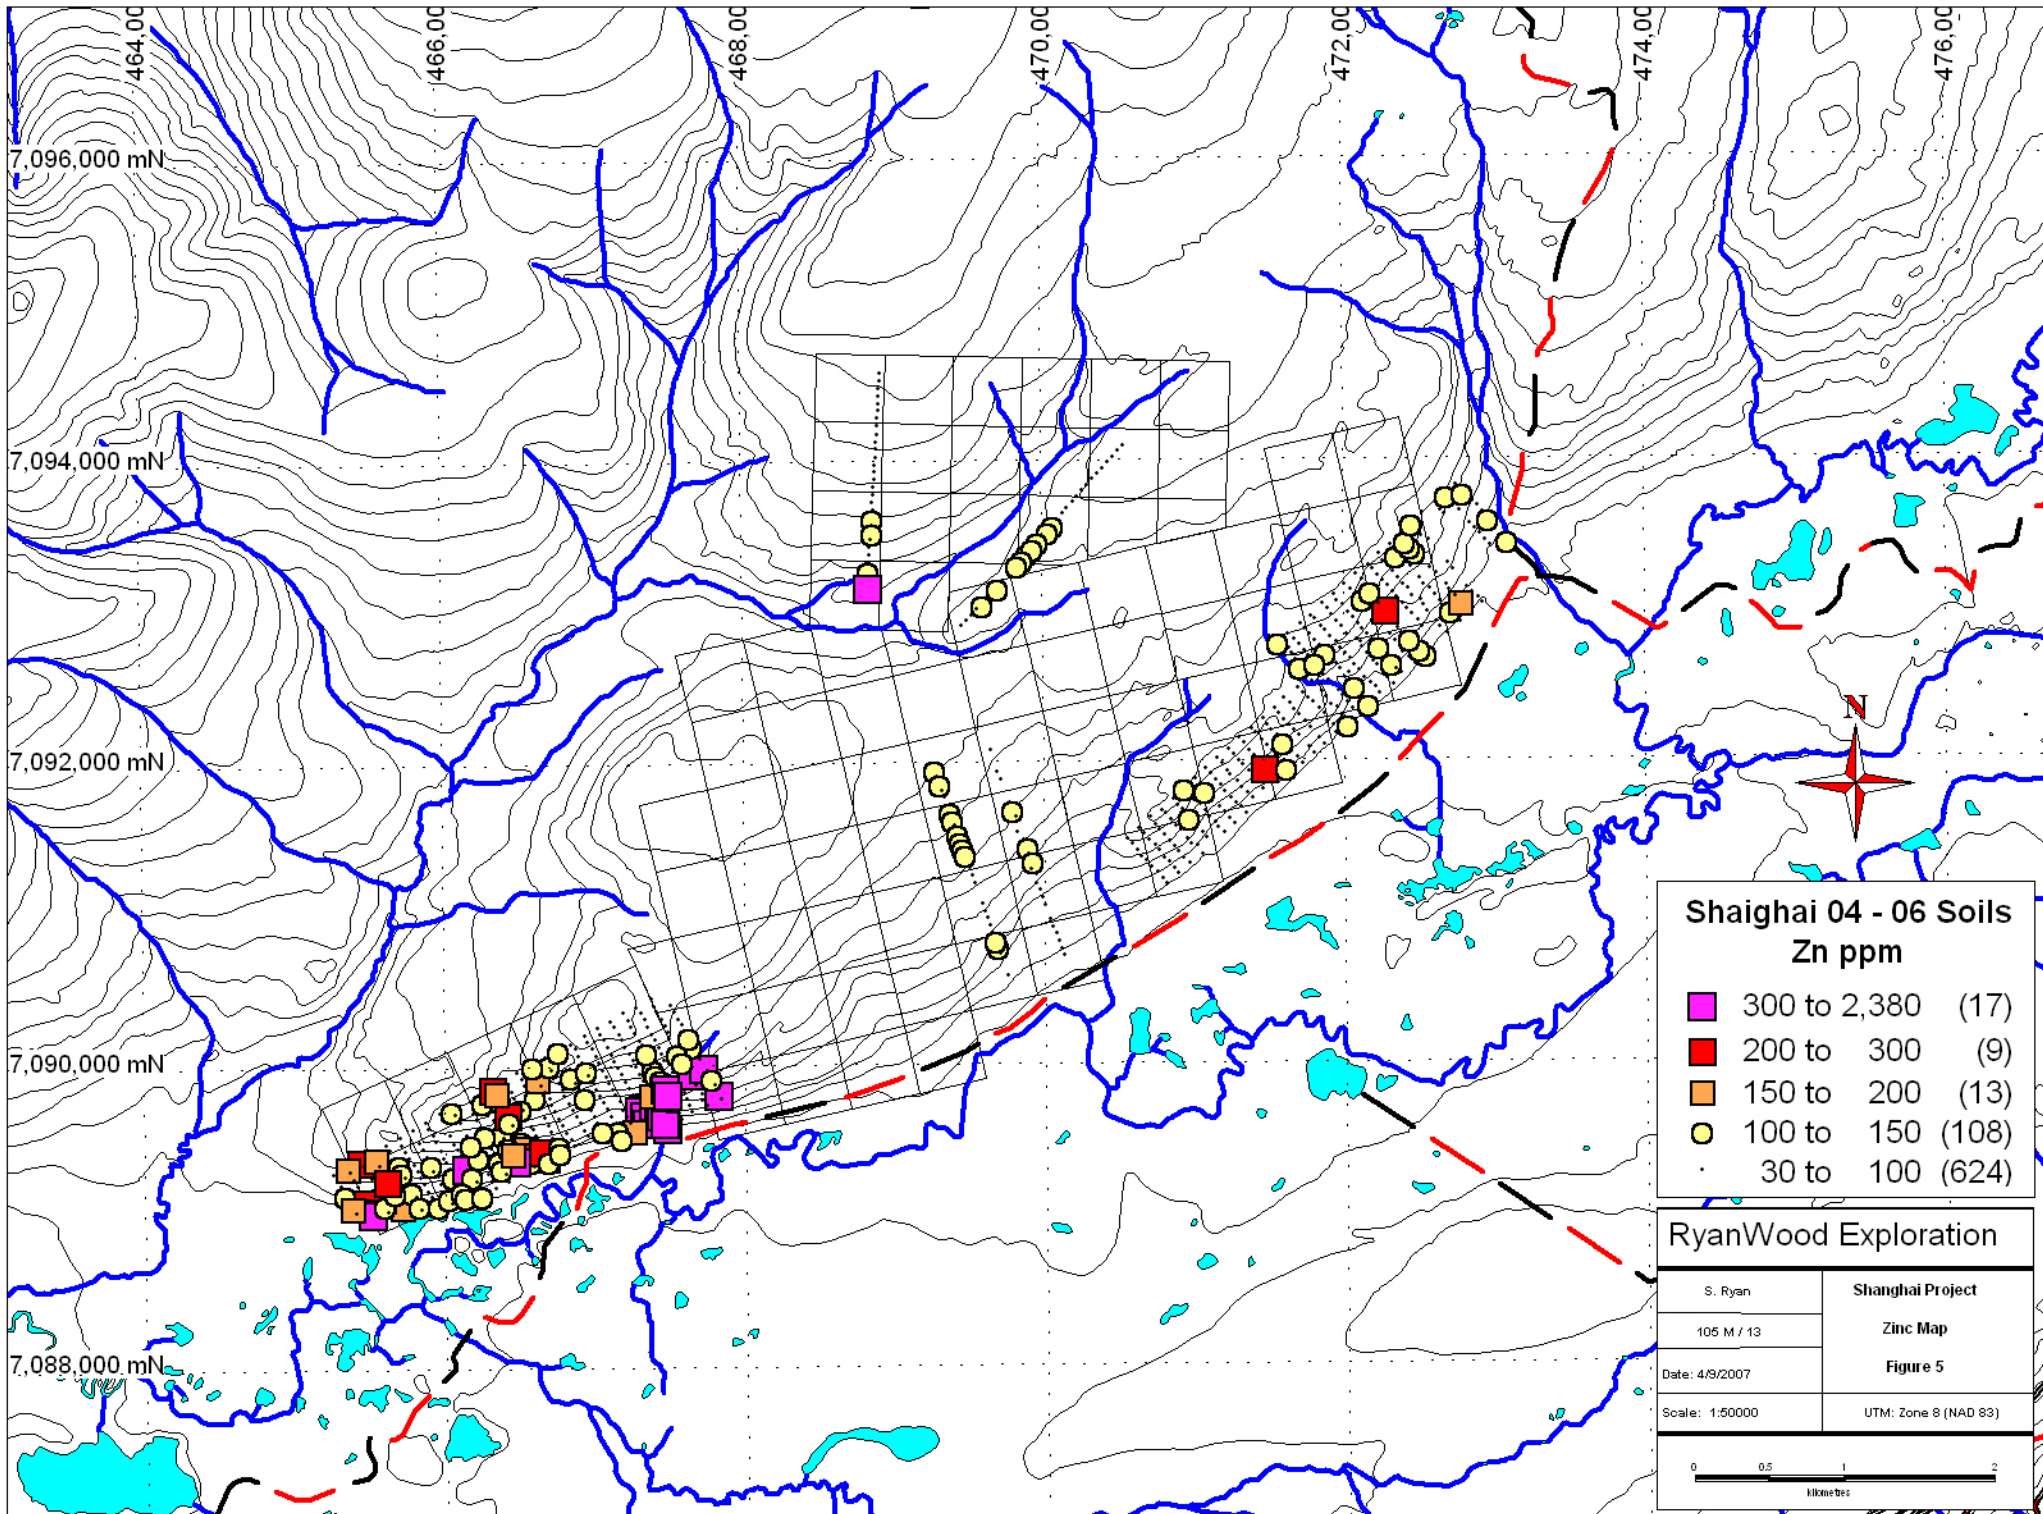 464,00
466,00
468,00
470,00
472,00
474,00
476,00
7,096,000 mN
7,094,000 mN
7,092,000 mN
7,090,000 mN
7,088,000 mN
N
Shaighai 04 - 06 Soils
Zn ppm
300 to 2,380 (17)
200 to 300 (9)
150 to 200 (13)
100 to 150 (108)
30 to 100 (624)
RyanWood Exploration
S. Ryan
105 M / 13
Date: 4/9/2007
Scale: 1:50000
Shanghai Project
Zinc Map
Figure 5
UTM: Zone 8 (NAD 83)
0 0.5 1 2
kilometres